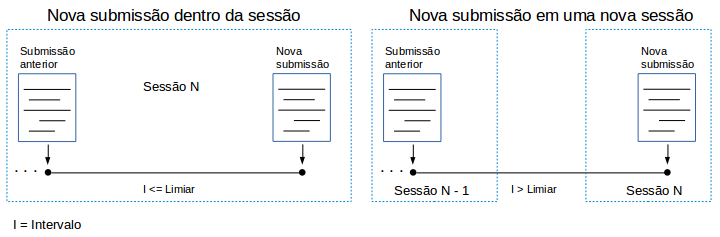 Nova submissão dentro da sessão
Submissão
anterior
Sessão N
Nova
submissão
. . .
I <= Limiar
Nova submissão em uma nova sessão
Submissão
anterior
Nova
submissão
. . .
Sessão N - 1
I > Limiar
Sessão N
I = Intervalo